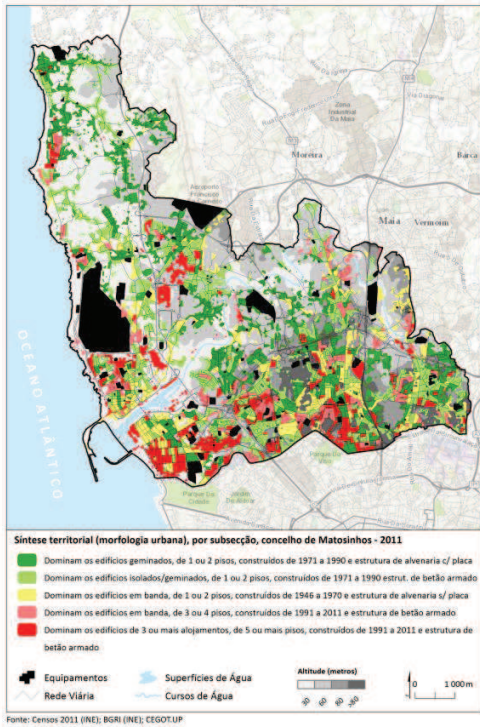 Zona
Industrial
Da Maia
Moreira
Barca
Aeroporto
Francisco
Maia
Vermoim
OCEANO ATLÂNTICO
Parque Da
Cidade
Parque Do
Síntese territorial (morfologia urbana), por subsecção, concelho de Matosinhos - 2011
Dominam os edifícios geminados, de 1 ou 2 pisos, construídos de 1971 a 1990 e estrutura de alvenaria c/ placa
Dominam os edifícios isolados/geminados, de 1 ou 2 pisos, construídos de 1971 a 1990 estrut. de betão armado
Dominam os edifícios em banda, de 1 ou 2 pisos, construídos de 1946 a 1970 e estrutura de alvenaria s/ placa
Dominam os edifícios em banda, de 3 ou 4 pisos, construídos de 1991 a 2011 e estrutura de betão armado
Dominam os edifícios de 3 ou mais alojamentos, de 5 ou mais pisos, construídos de 1991 a 2011 e estrutura de
betão armado
Equipamentos
Superfícies de Água
Altitude (metros)
Rede Viária
Cursos de Água
30 60 80 >80
0 1 000 m
Fonte: Censos 2011 (INE); BGRI (INE); CEGOT.UP